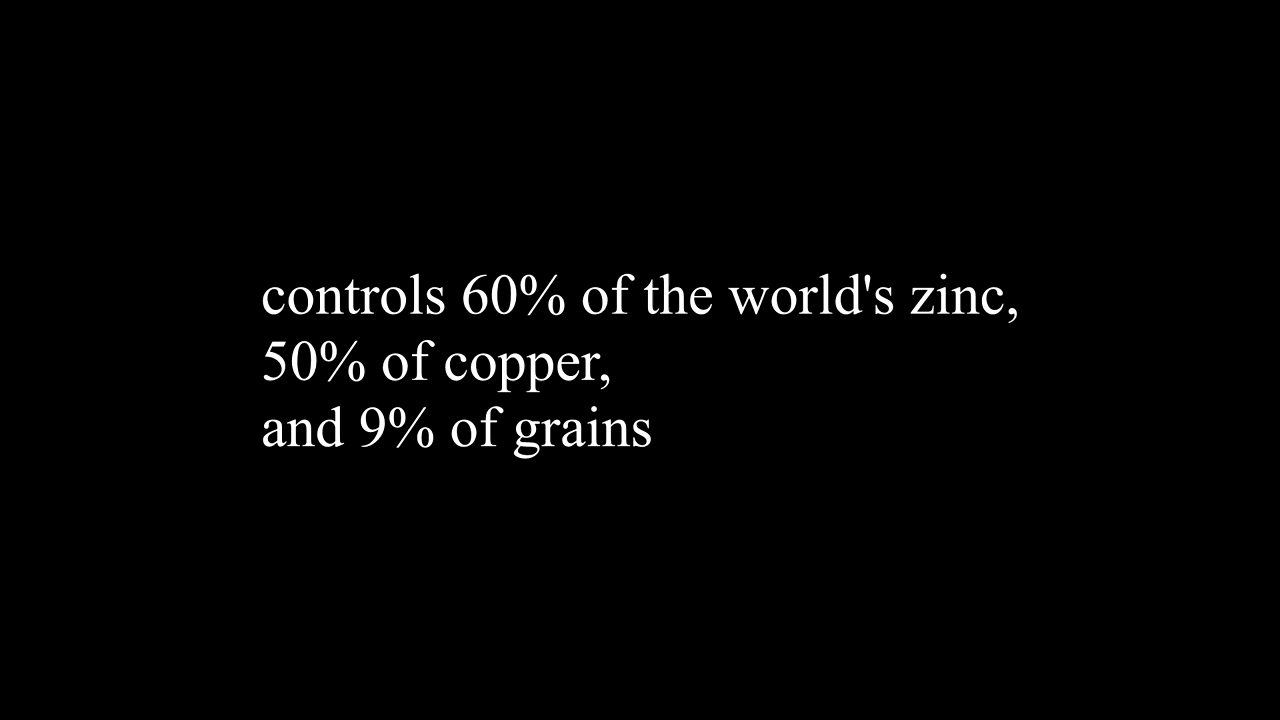 controls 60% of the world's zinc,
50% of copper,
and 9% of grains